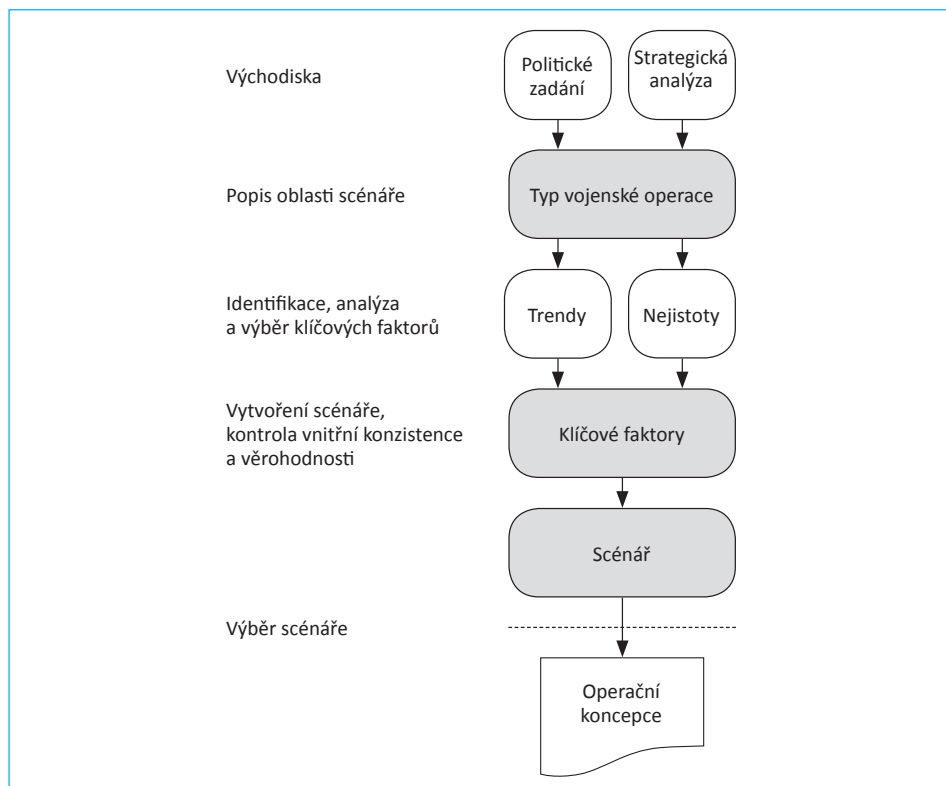 Východiska
Politické
zadání
Strategická
analýza
Popis oblasti scénáře
Typ vojenské operace
Identifikace, analýza
a výběr klíčových faktorů
Trendy
Nejistoty
Vytvoření scénáře,
kontrola vnitřní konzistence
a věrohodnosti
Klíčové faktory
Scénář
Výběr scénáře
Operační
koncepce